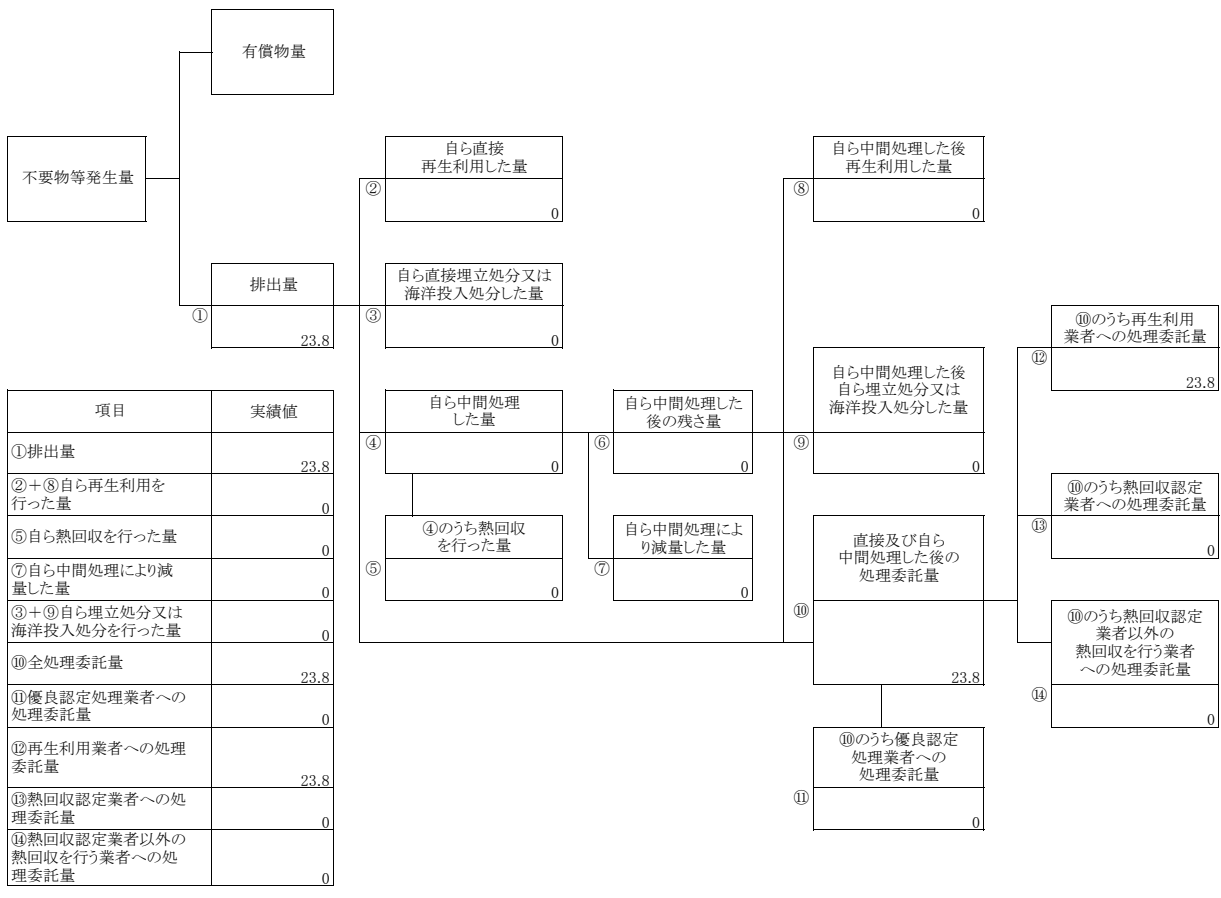 有償物量
不要物等発生量
排出量
①
23.8
自ら直接
再生利用した量
②
0
自ら直接埋立処分又は
海洋投入処分した量
③
0
自ら中間処理
した量
④
0
④のうち熱回収
を行った量
⑤
0
自ら中間処理した
後の残さ量
⑥
0
自ら中間処理によ
り減量した量
⑦
0
自ら中間処理した後
再生利用した量
⑧
0
自ら中間処理した後
自ら埋立処分又は
海洋投入処分した量
⑨
0
直接及び自ら
中間処理した後の
処理委託量
⑩
23.8
⑩のうち優良認定
処理業者への
処理委託量
⑪
0
⑩のうち再生利用
業者への処理委託量
⑫
23.8
⑩のうち熱回収認定
業者への処理委託量
⑬
0
⑩のうち熱回収認定
業者以外の
熱回収を行う業者
への処理委託量
⑭
0
項目 実績値
①排出量
23.8
②＋⑧自ら再生利用を
行った量
0
⑤自ら熱回収を行った量
0
⑦自ら中間処理により減
量した量
0
③＋⑨自ら埋立処分又は
海洋投入処分を行った量
0
⑩全処理委託量
23.8
⑪優良認定処理業者への
処理委託量
0
⑫再生利用業者への処理
委託量
23.8
⑬熱回収認定業者への処
理委託量
0
⑭熱回収認定業者以外の
熱回収を行う業者への処
理委託量
0